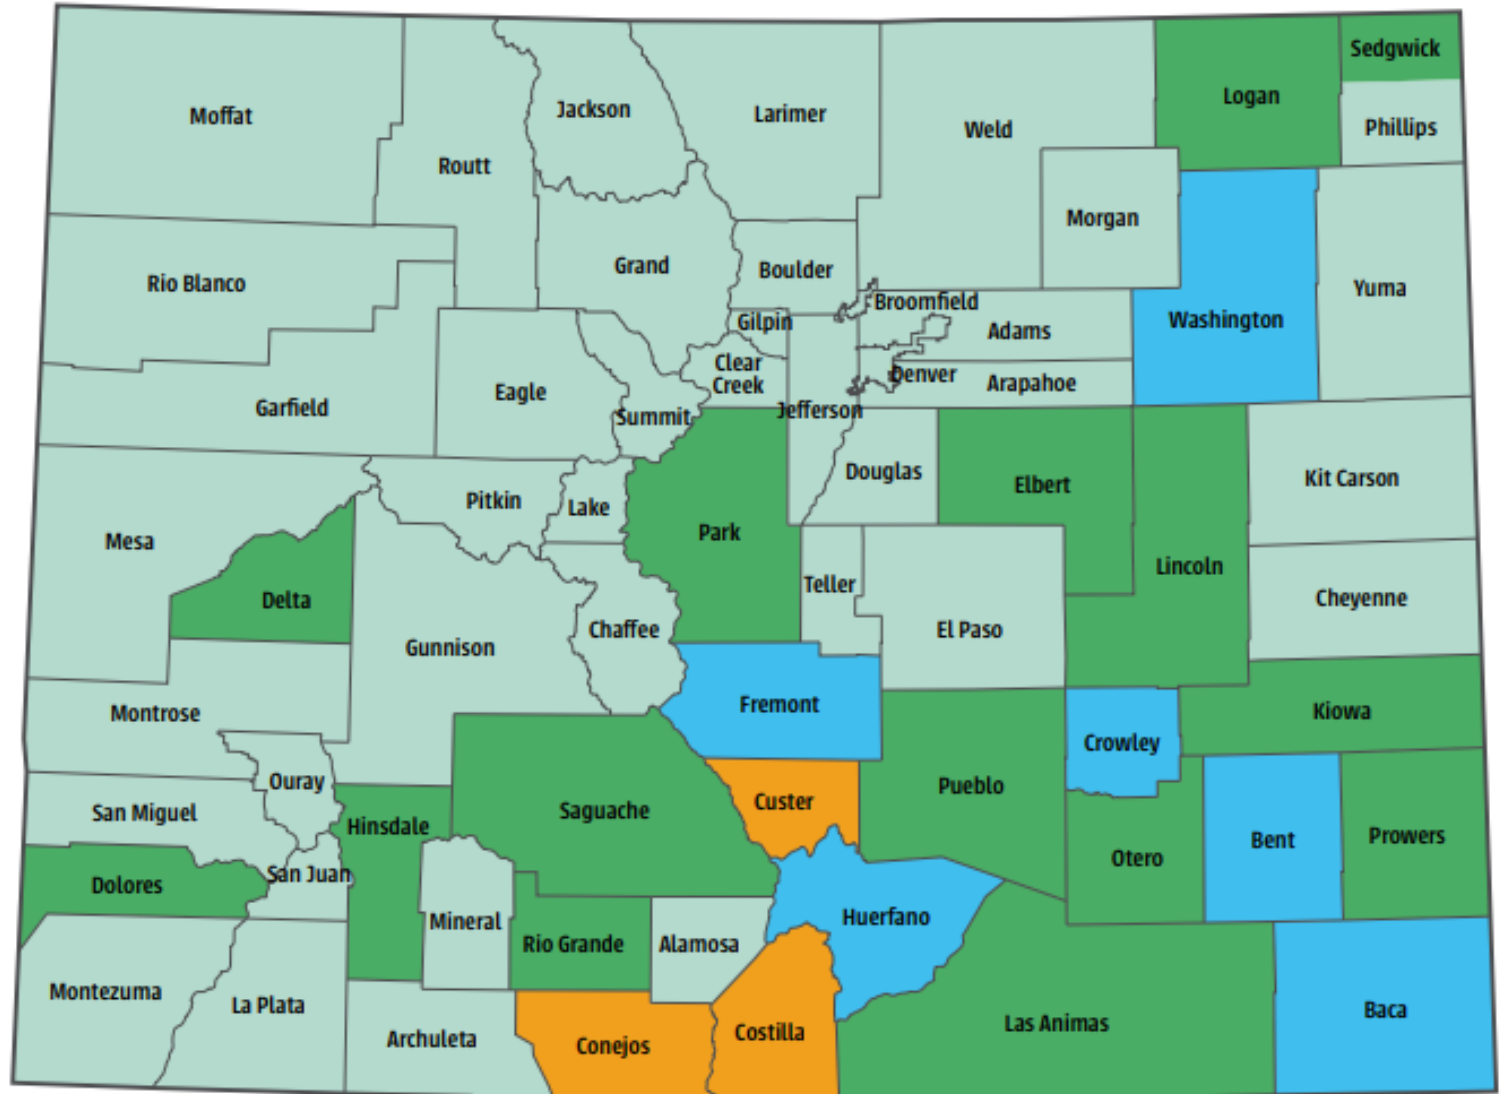 Sedgwick
Logan
Moffat
Jackson
Larimer
Weld
Phillips
Routt
Morgan
Grand
Boulder
Rio Blanco
Yuma
Broomfield
Gilpin
Washington
Adams
Clear
Creek
Denver
Arapahoe
Eagle
Garfield
Summit
Jefferson
Douglas
Kit Carson
Elbert
Pitkin
Lake
Park
Mesa
Lincoln
Teller
Cheyenne
Delta
Chaffee
El Paso
Gunnison
Fremont
Kiowa
Montrose
Crowley
Ouray
Pueblo
Custer
San Miguel
Saguache
Hinsdale
Prowers
Bent
Otero
San Juan
Dolores
Huerfano
Mineral
Rio Grande
Alamosa
Montezuma
La Plata
Baca
Las Animas
Costilla
Archuleta
Conejos